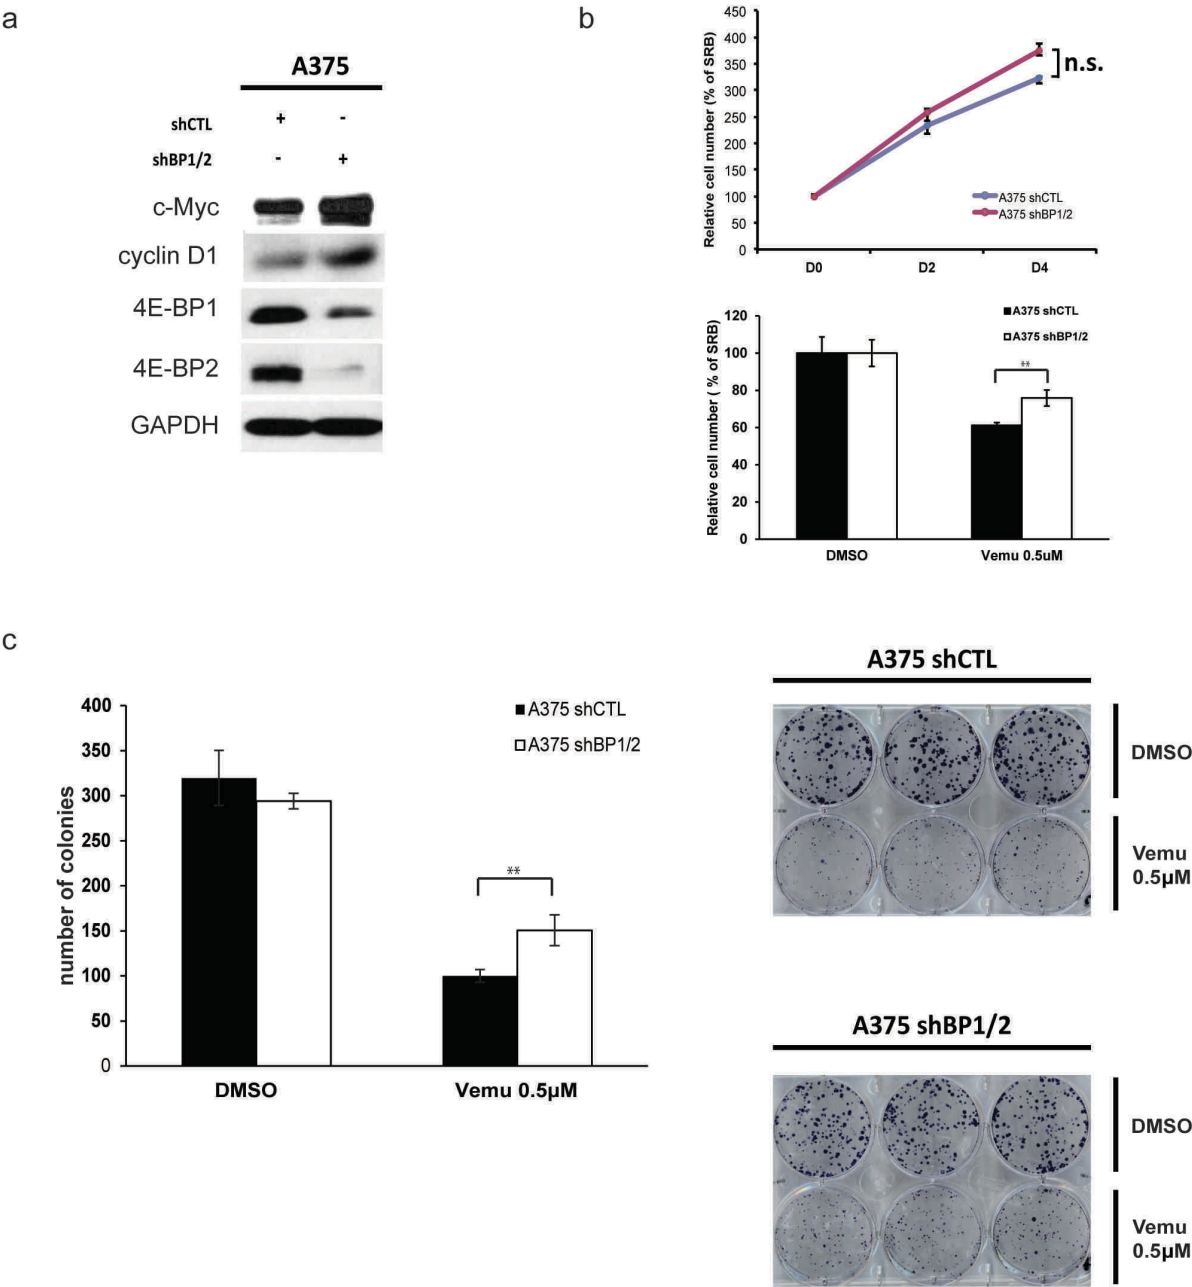 a
A375
shCTL + -
shBP1/2 - +
c-Myc
cyclin D1
4E-BP1
4E-BP2
GAPDH
b
Relative cell number (% of SRB)
450
400
350
300
250
200
150
100
50
0
n.s.
A375 shCTL
A375 shBP1/2
D0 D2 D4
Relative cell number ( % of SRB)
120
100
80
60
40
20
0
A375 shCTL
A375 shBP1/2
**
DMSO Vemu 0.5uM
c
number of colonies
400
350
300
250
200
150
100
50
0
A375 shCTL
A375 shBP1/2
**
DMSO Vemu 0.5µM
A375 shCTL
DMSO
Vemu
0.5µM
A375 shBP1/2
DMSO
Vemu
0.5µM